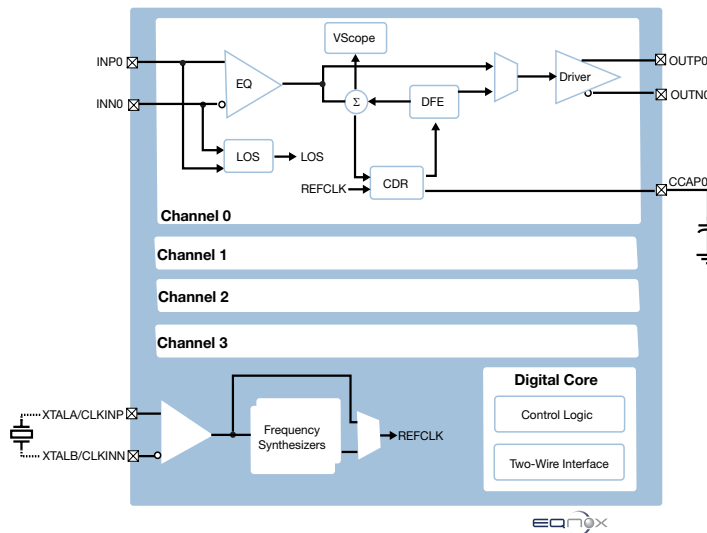 VScope
INP0
EQ
Driver
OUTP0
INN0
Σ
DFE
OUTN0
LOS
LOS
REFCLK
CDR
CCAP0
Channel 0
Channel 1
Channel 2
Channel 3
Digital Core
XTALA/CLKINP
Control Logic
Frequency
Synthesizers
REFCLK
XTALB/CLKINN
Two-Wire Interface
EQNOX